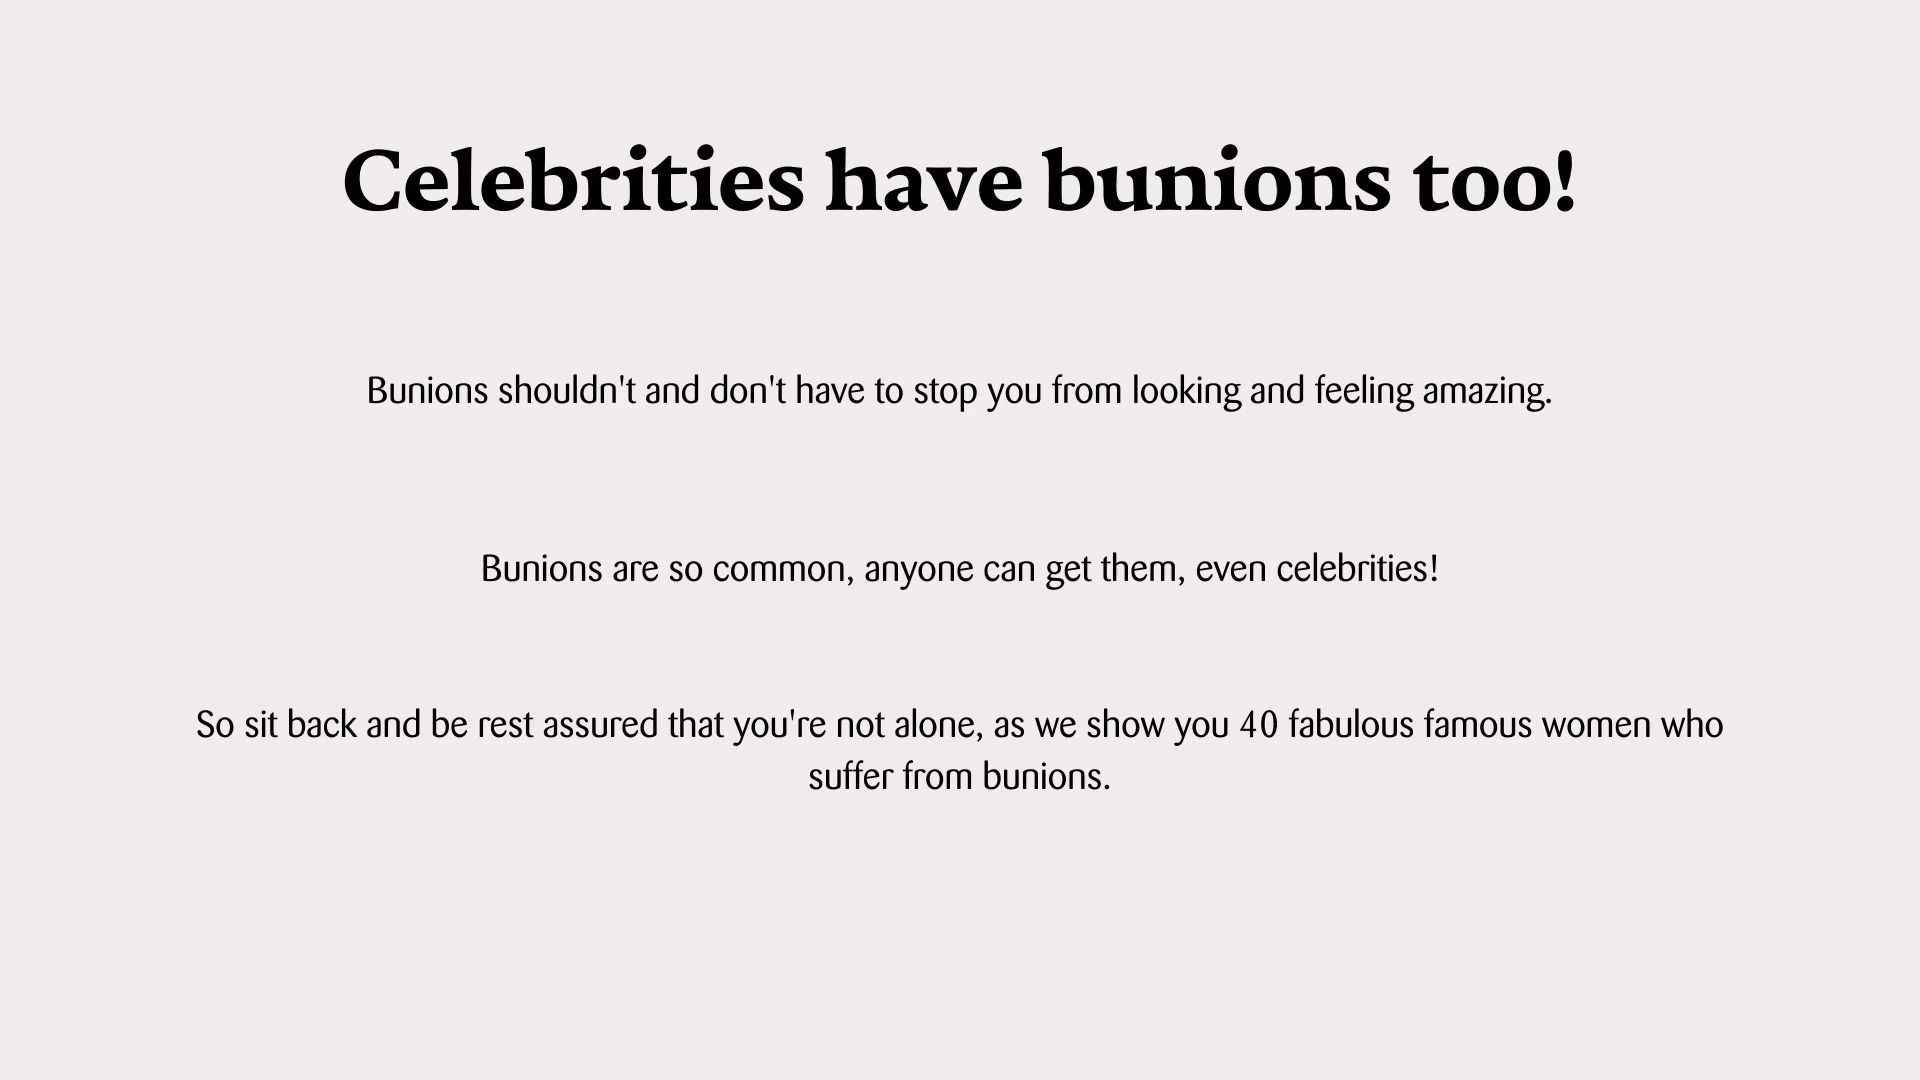 Celebrities have bunions too!
Bunions shouldn't and don't have to stop you from looking and feeling amazing.
Bunions are so common, anyone can get them, even celebrities!
So sit back and be rest assured that you're not alone, as we show you 40 fabulous famous women who
suffer from bunions.